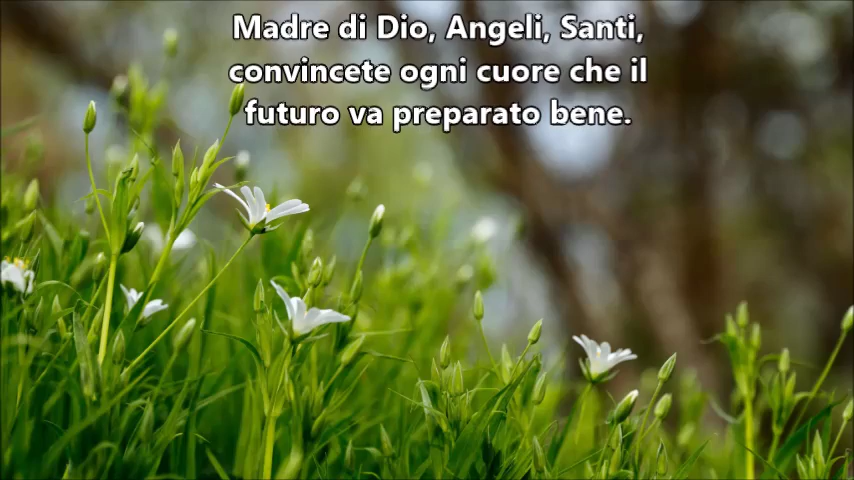 Madre di Dio, Angeli, Santi,
convincete ogni cuore che il
futuro va preparato bene.